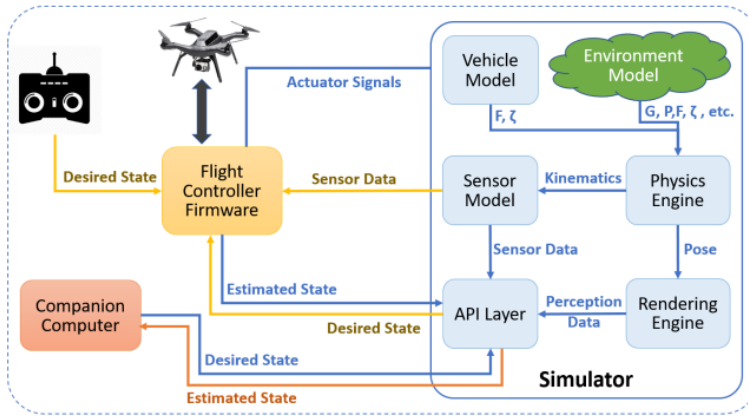 Vehicle
Model
Environment
Model
Actuator Signals
F, ζ
G, P,F, ζ , etc.
Desired State
Flight
Controller
Firmware
Sensor Data
Sensor
Model
Kinematics
Physics
Engine
Sensor Data
Pose
Estimated State
Companion
Computer
Desired State
API Layer
Perception
Data
Rendering
Engine
Desired State
Estimated State
Simulator